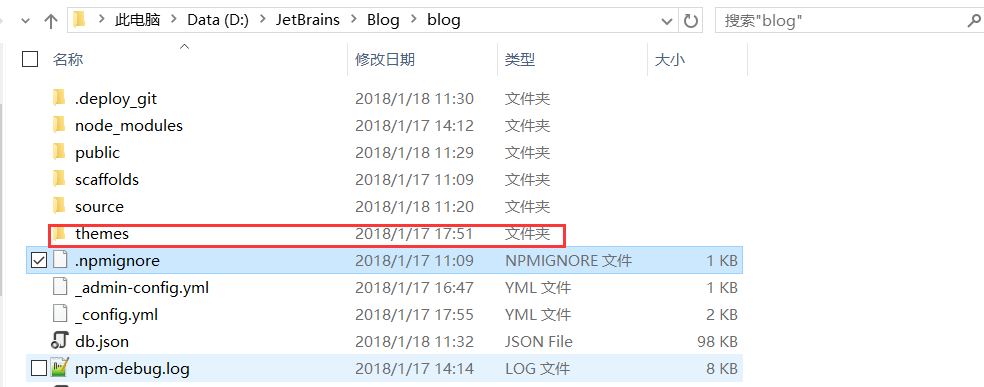 此电脑 Data (D:) JetBrains Blog blog 搜索"blog"
名称 修改日期 类型 大小
.deploy_git 2018/1/18 11:30 文件夹
node_modules 2018/1/17 14:12 文件夹
public 2018/1/18 11:29 文件夹
scaffolds 2018/1/17 11:09 文件夹
source 2018/1/18 11:20 文件夹
themes 2018/1/17 17:51 文件夹
.npmignore 2018/1/17 11:09 NPMIGNORE 文件 1 KB
_admin-config.yml 2018/1/17 16:47 YML 文件 1 KB
_config.yml 2018/1/17 17:55 YML 文件 2 KB
db.json 2018/1/18 11:32 JSON File 98 KB
npm-debug.log 2018/1/17 14:14 LOG 文件 8 KB